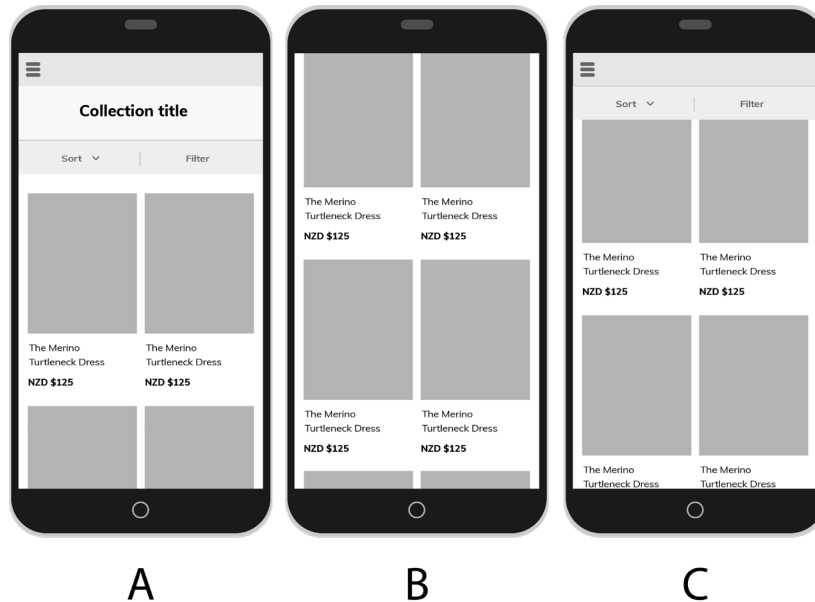 Collection title
Sort
Filter
The Merino
Turtleneck Dress
NZD $125
The Merino
Turtleneck Dress
NZD $125
The Merino
Turtleneck Dress
NZD $125
The Merino
Turtleneck Dress
NZD $125
The Merino
Turtleneck Dress
NZD $125
The Merino
Turtleneck Dress
NZD $125
Sort
Filter
The Merino
Turtleneck Dress
NZD $125
The Merino
Turtleneck Dress
NZD $125
The Merino
Turtleneck Dress
The Merino
Turtleneck Dress
A
B
C